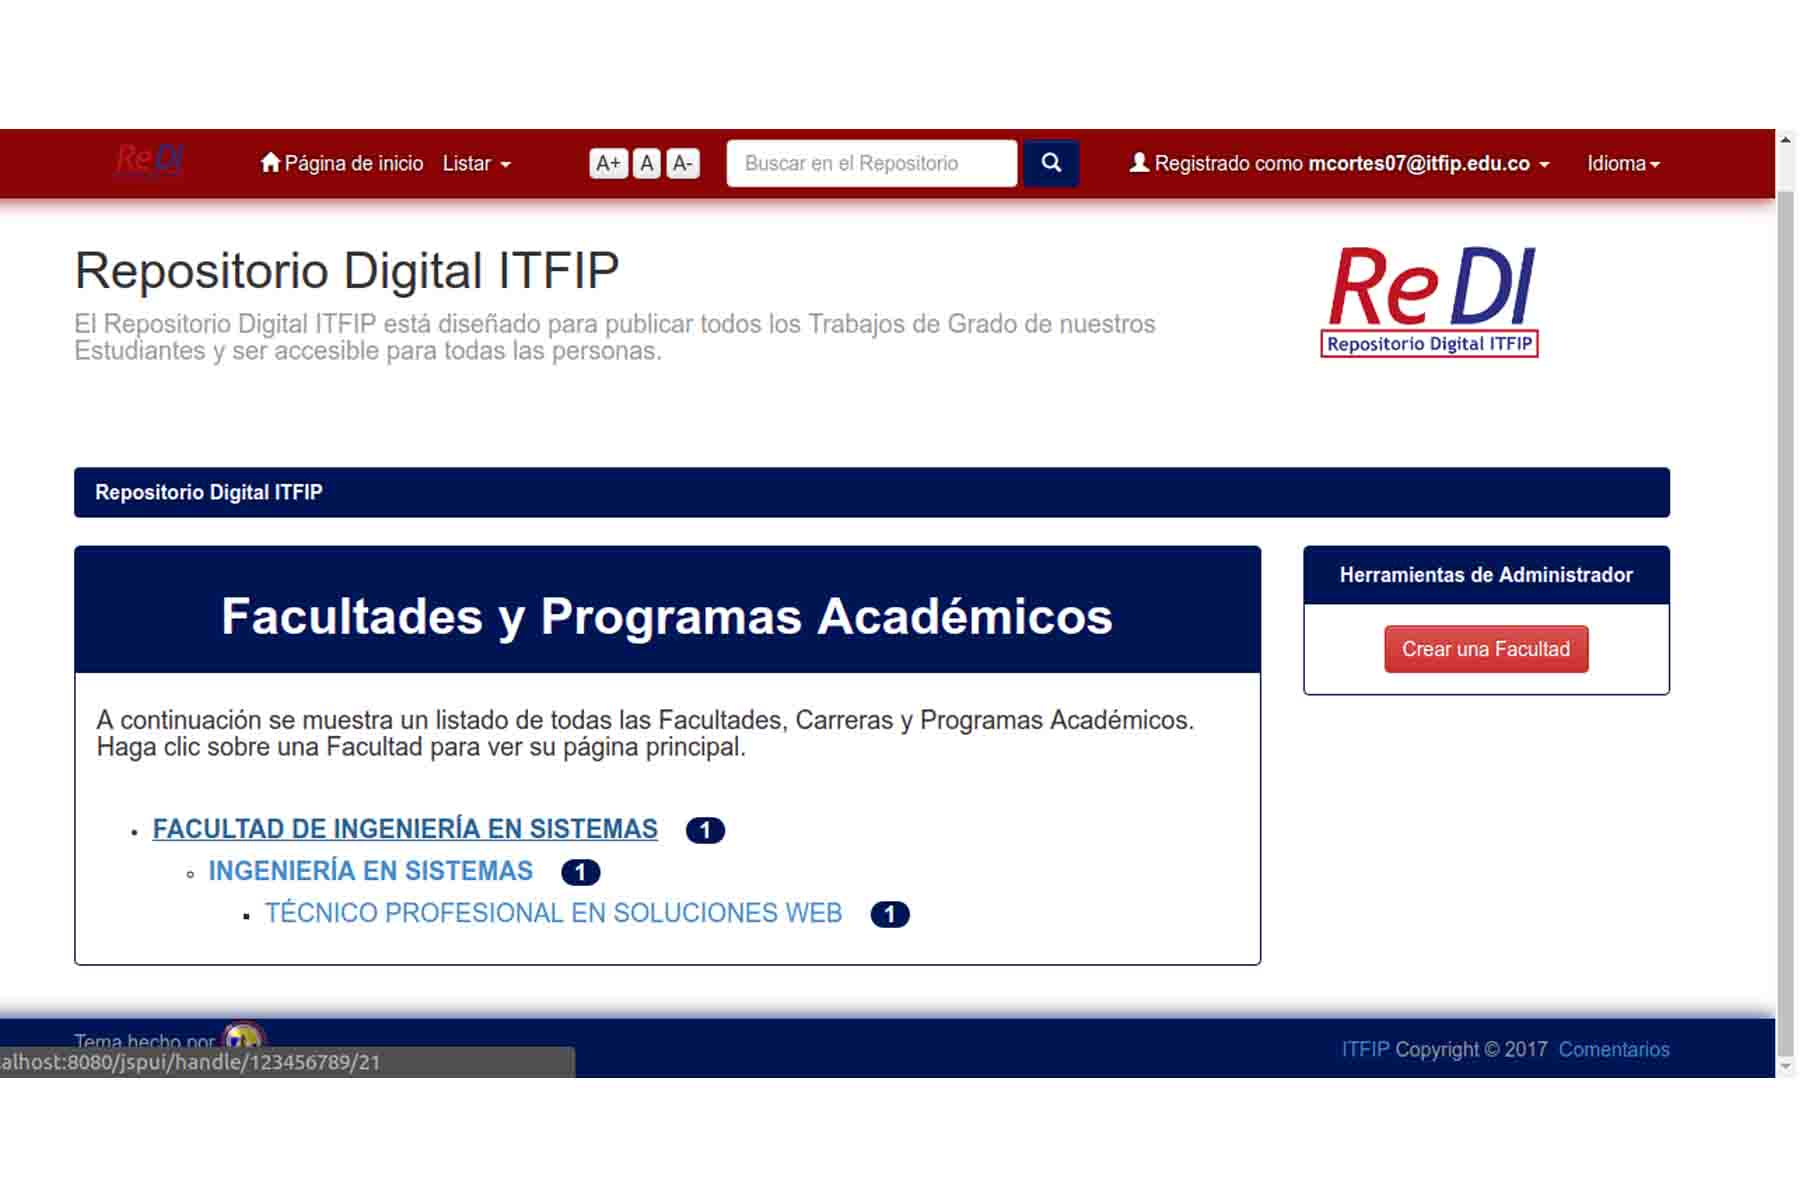 ReDI
Página de inicio Listar
A+ A A-
Buscar en el Repositorio
Registrado como mcortes07@itfip.edu.co
Idioma
Repositorio Digital ITFIP
El Repositorio Digital ITFIP está diseñado para publicar todos los Trabajos de Grado de nuestros
Estudiantes y ser accesible para todas las personas.
ReDI
Repositorio Digital ITFIP
Repositorio Digital ITFIP
Facultades y Programas Académicos
A continuación se muestra un listado de todas las Facultades, Carreras y Programas Académicos.
Haga clic sobre una Facultad para ver su página principal.
FACULTAD DE INGENIERÍA EN SISTEMAS 1
INGENIERÍA EN SISTEMAS 1
TÉCNICO PROFESIONAL EN SOLUCIONES WEB 1
Herramientas de Administrador
Crear una Facultad
Tema hecho por
alhost:8080/jspui/handle/123456789/21
ITFIP Copyright © 2017 Comentarios